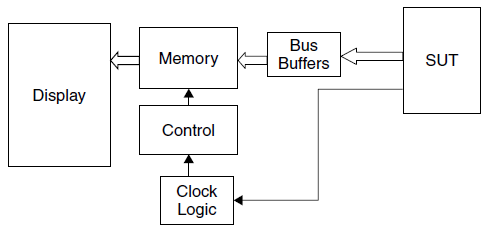 Display
Memory
Bus
Buffers
SUT
Control
Clock
Logic